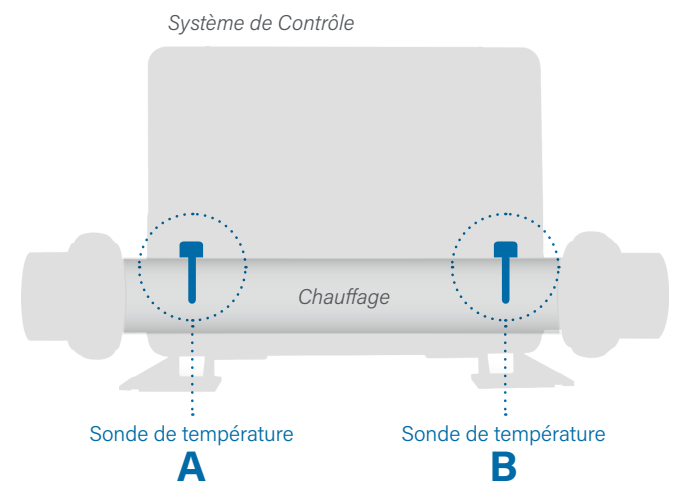 Système de Contrôle
Chauffage
Sonde de température
A
Sonde de température
B